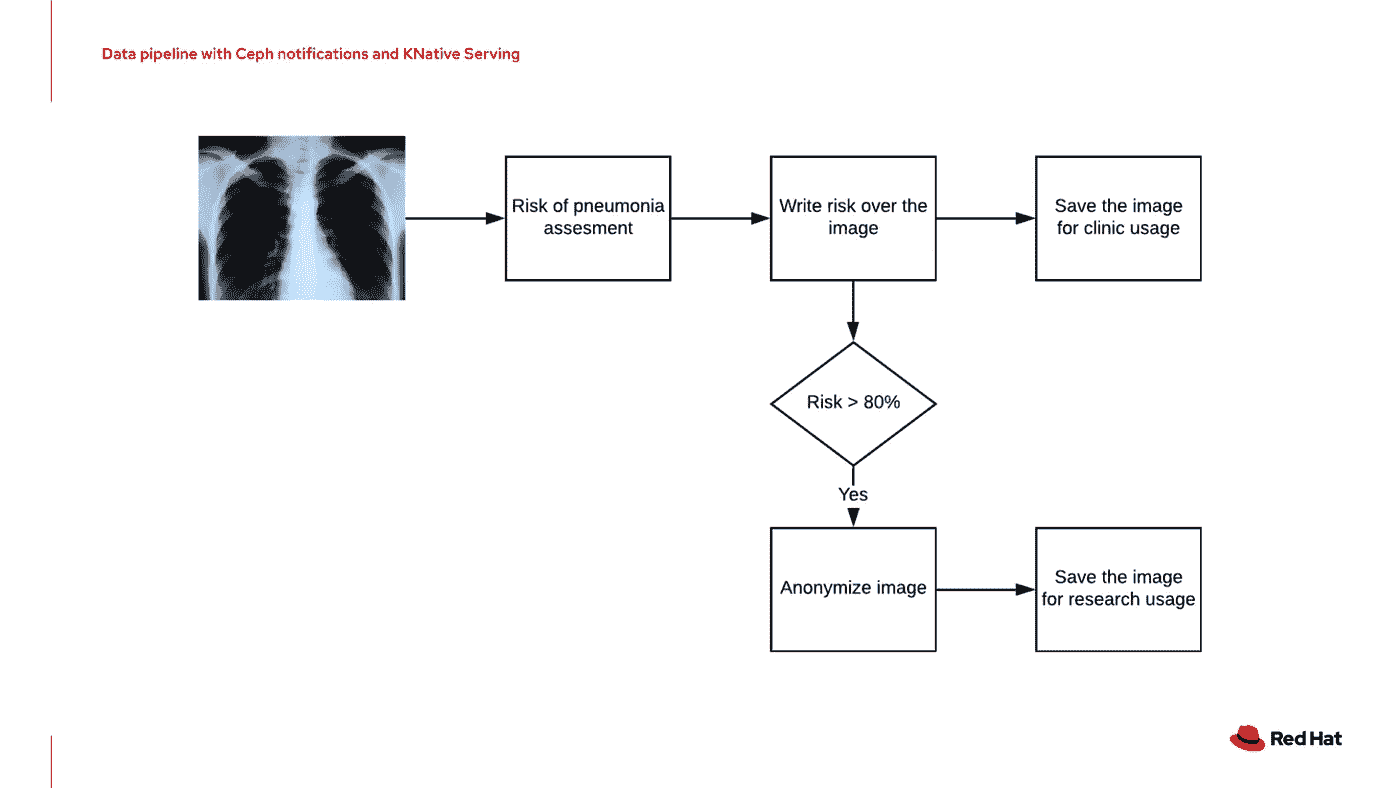 Data pipeline with Ceph notifications and KNative Serving
Risk of pneumonia
assesment
Write risk over the
image
Save the image
for clinic usage
Risk > 80%
Yes
Anonymize image
Save the image
for research usage
Red Hat